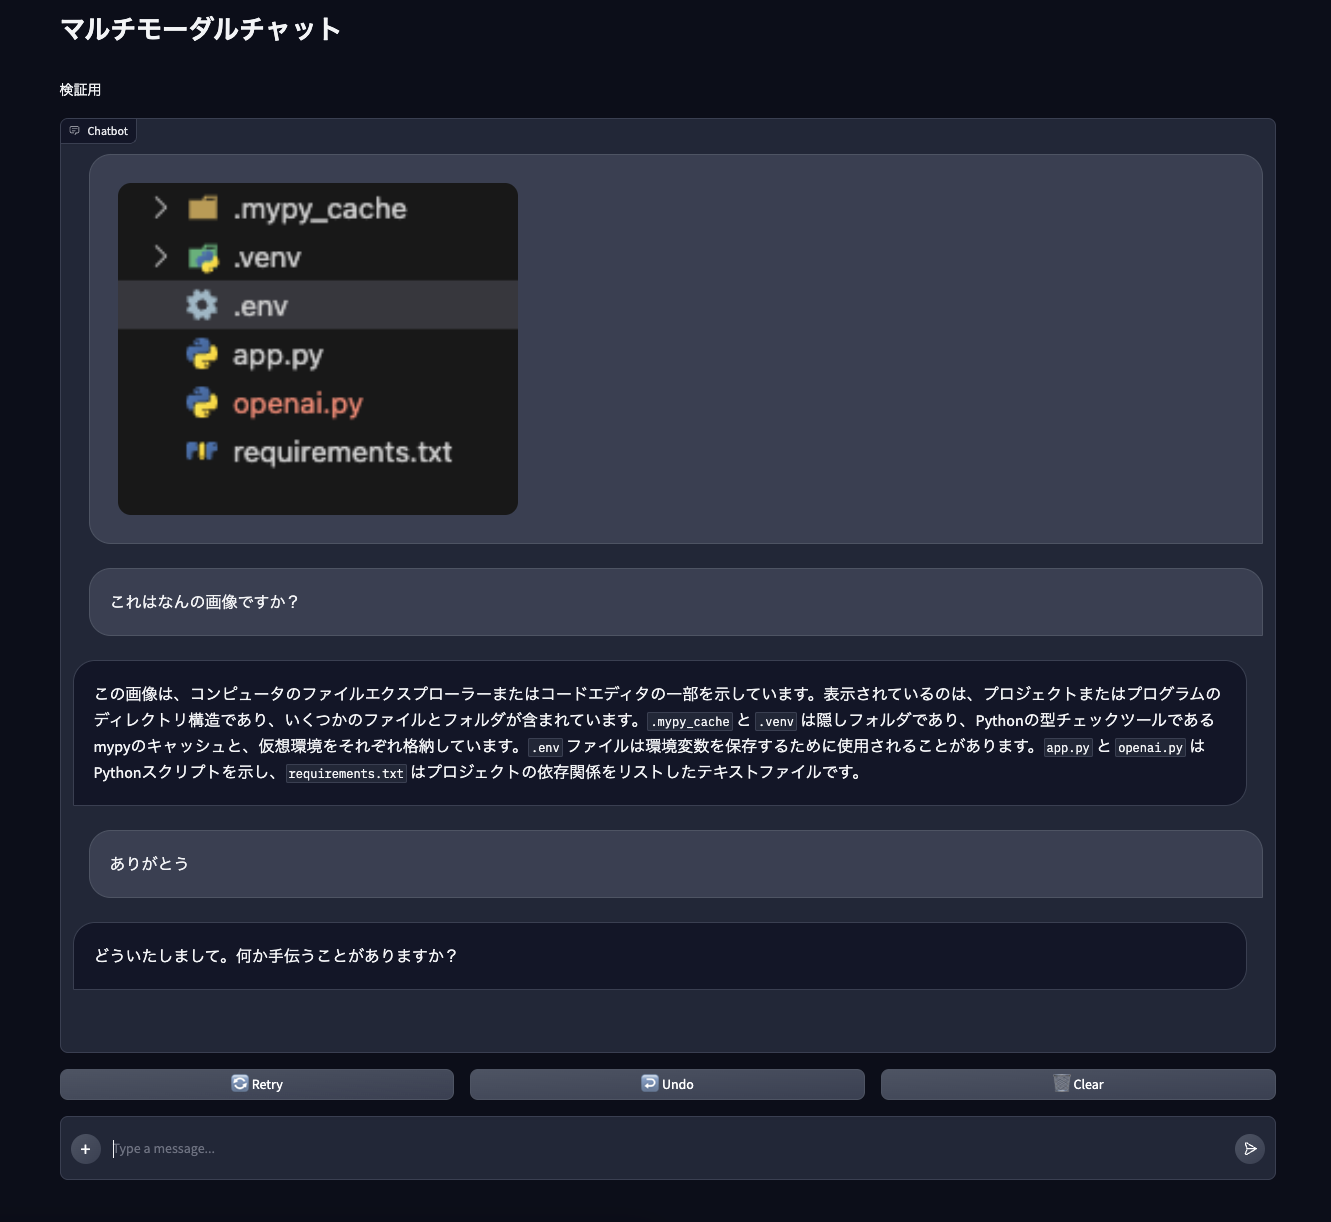 マルチモーダルチャット
検証用
Chatbot
.mypy_cache
.venv
.env
app.py
openai.py
requirements.txt
これはなんの画像ですか？
この画像は、コンピュータのファイルエクスプローラーまたはコードエディタの一部を示しています。表示されているのは、プロジェクトまたはプログラムの
ディレクトリ構造であり、いくつかのファイルとフォルダが含まれています。 .mypy_cache と .venv は隠しフォルダであり、Pythonの型チェックツールである
mypyのキャッシュと、仮想環境をそれぞれ格納しています。 .env ファイルは環境変数を保存するために使用されることがあります。 app.py と openai.py は
Pythonスクリプトを示し、 requirements.txt はプロジェクトの依存関係をリストしたテキストファイルです。
ありがとう
どういたしまして。何か手伝うことがありますか？
Retry
Undo
Clear
Type a message...